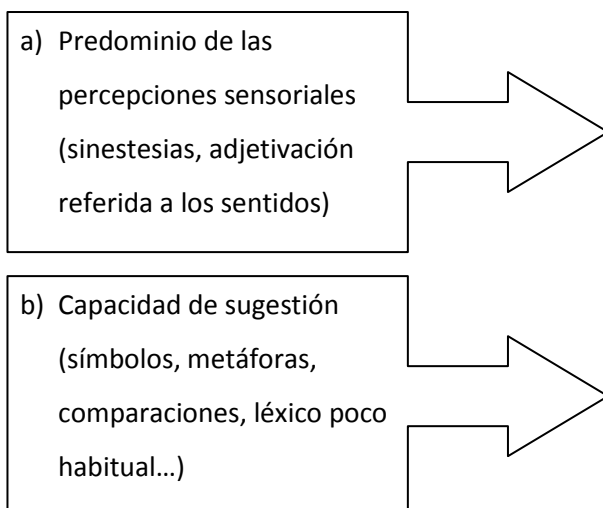 a) Predominio de las
percepciones sensoriales
(sinestesias, adjetivación
referida a los sentidos)
b) Capacidad de sugestión
(símbolos, metáforas,
comparaciones, léxico poco
habitual…)